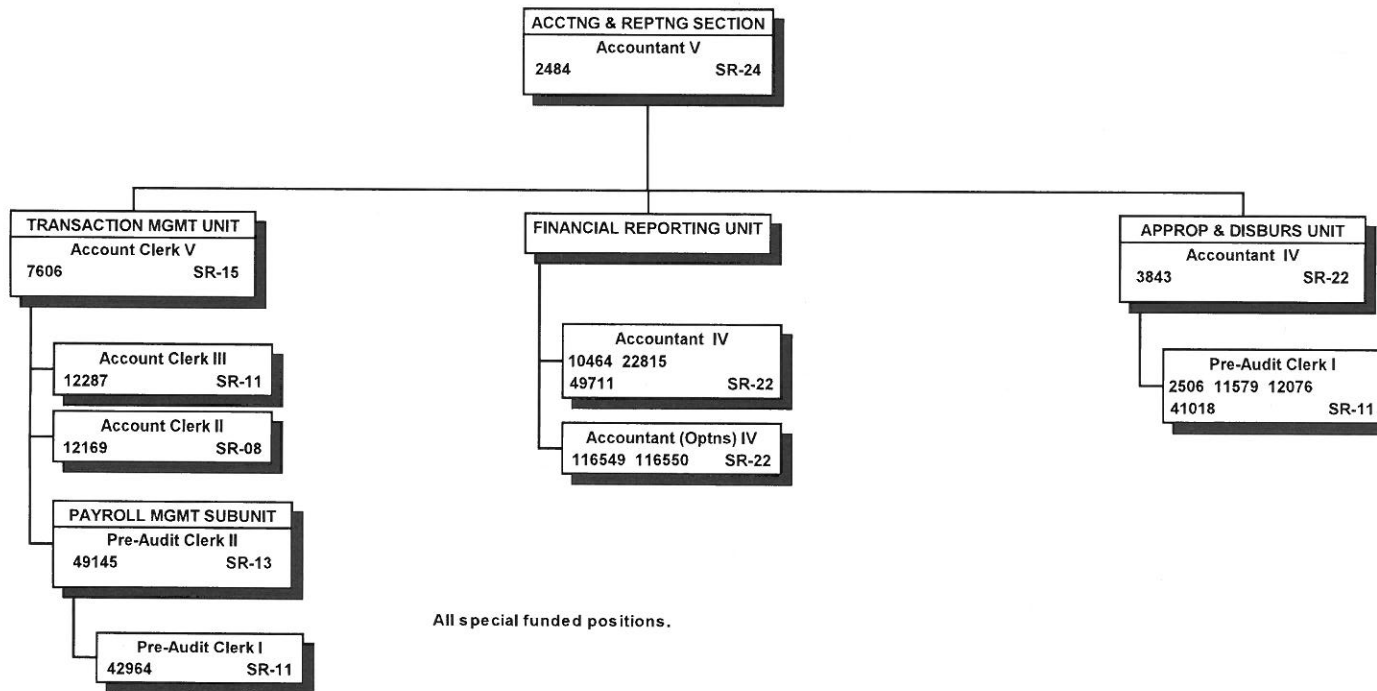 ACCTNG & REPTNG SECTION
Accountant V
2484 SR-24
TRANSACTION MGMT UNIT
Account Clerk V
7606 SR-15
Account Clerk III
12287 SR-11
Account Clerk II
12169 SR-08
PAYROLL MGMT SUBUNIT
Pre-Audit Clerk II
49145 SR-13
Pre-Audit Clerk I
42964 SR-11
FINANCIAL REPORTING UNIT
Accountant IV
10464 22815
49711 SR-22
Accountant (Optns) IV
116549 116550 SR-22
APPROP & DISBURS UNIT
Accountant IV
3843 SR-22
Pre-Audit Clerk I
2506 11579 12076
41018 SR-11
All special funded positions.